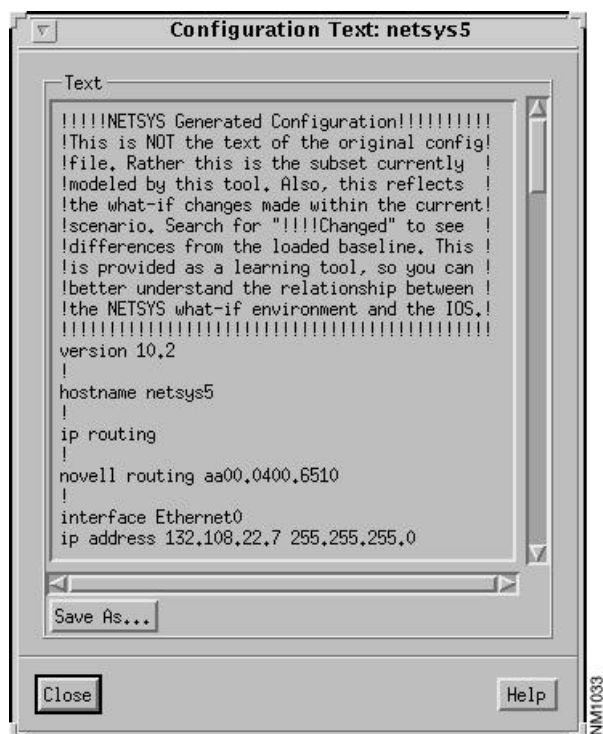 Configuration Text: netsys5
Text
!!!!!NETSYS Generated Configuration!!!!!!!!!!
!This is NOT the text of the original config!
!file. Rather this is the subset currently  !
!modeled by this tool. Also, this reflects  !
!the what-if changes made within the current!
!scenario. Search for "!!!!Changed" to see  !
!differences from the loaded baseline. This !
!is provided as a learning tool, so you can !
!better understand the relationship between !
!the NETSYS what-if environment and the IOS.!
!!!!!!!!!!!!!!!!!!!!!!!!!!!!!!!!!!!!!!!!!!!!!
version 10.2
!
hostname netsys5
!
ip routing
!
novell routing aa00.0400.6510
!
interface Ethernet0
ip address 132.108.22.7 255.255.255.0
Save As...
Close
Help
NM1033